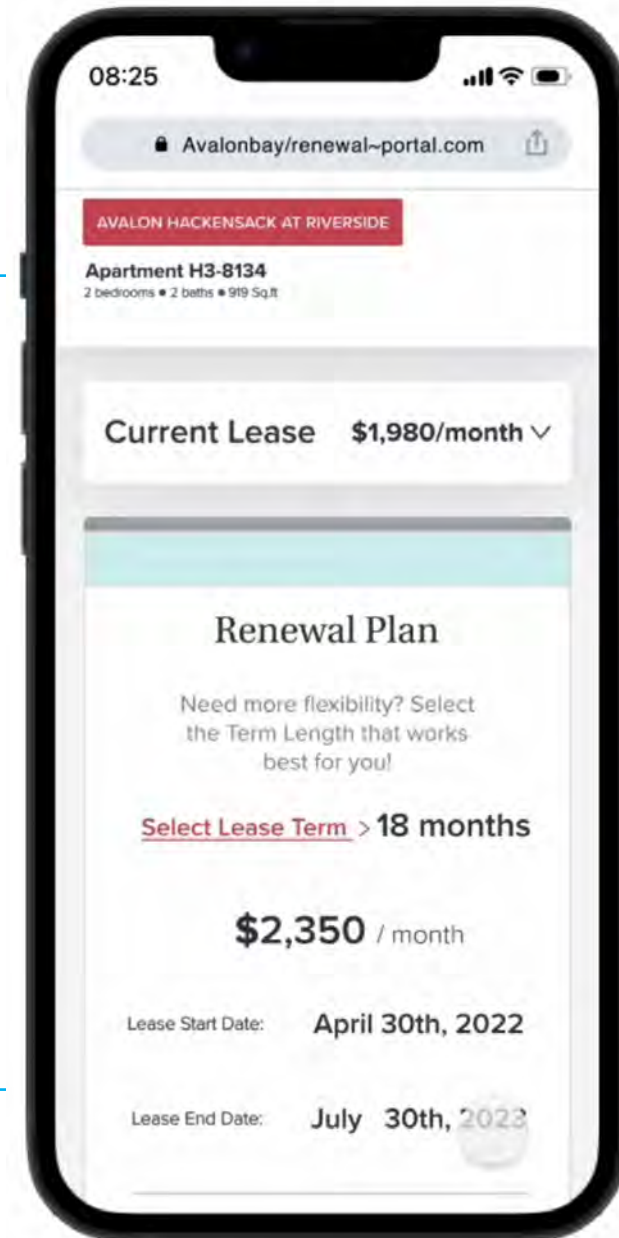 08:25
Avalonbay/renewal~portal.com
AVALON HACKENSACK AT RIVERSIDE
Apartment H3-8134
2 bedrooms • 2 baths • 919 Sq.ft
Current Lease $1,980/month
Renewal Plan
Need more flexibility? Select
the Term Length that works
best for you!
Select Lease Term > 18 months
$2,350 / month
Lease Start Date: April 30th, 2022
Lease End Date: July 30th, 2023